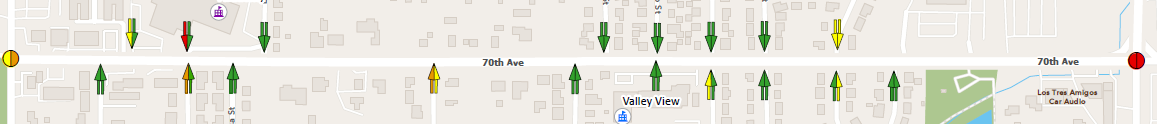 70th Ave
70th Ave
Valley View
Los Tres Amigos
Car Audio